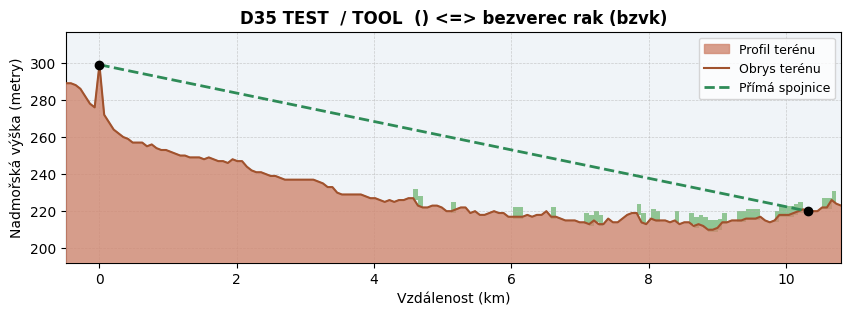 D35 TEST  / TOOL  () <=> bezverec rak (bzvk)
Nadmořská výška (metry)
300
280
260
240
220
200
Profil terénu
Obrys terénu
Přímá spojnice
0
2
4
6
8
10
Vzdálenost (km)